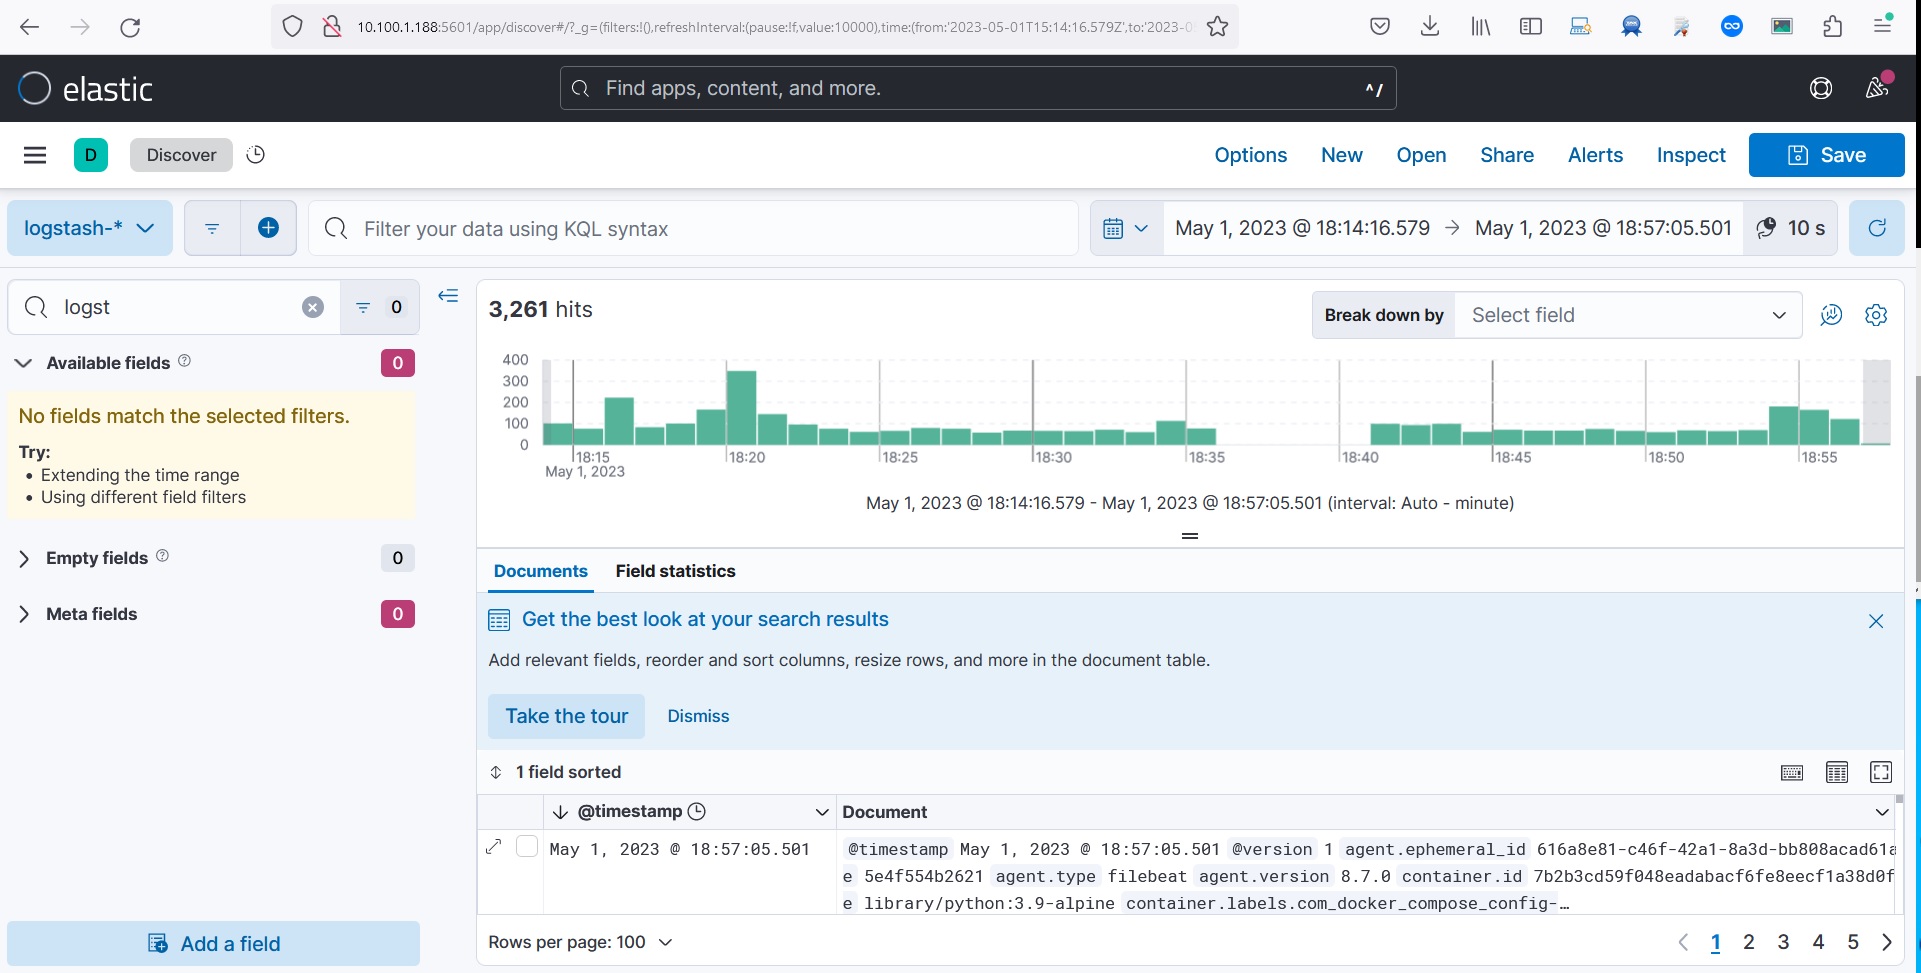 10.100.1.188:5601/app/discover#/?_g=(filters:!(),refreshInterval:(pause:!f,value:10000),time:(from:'2023-05-01T15:14:16.579Z',to:'2023-0
elastic
Find apps, content, and more.
^/
D
Discover
Options
New
Open
Share
Alerts
Inspect
Save
logstash-*
Filter your data using KQL syntax
May 1, 2023 @ 18:14:16.579 → May 1, 2023 @ 18:57:05.501
10 s
logst
0
3,261 hits
Break down by
Select field
Available fields
0
No fields match the selected filters.
Try:
• Extending the time range
• Using different field filters
Empty fields
0
Meta fields
0
Add a field
400
300
200
100
0
18:15
18:20
18:25
18:30
18:35
18:40
18:45
18:50
18:55
May 1, 2023
May 1, 2023 @ 18:14:16.579 - May 1, 2023 @ 18:57:05.501 (interval: Auto - minute)
Documents
Field statistics
Get the best look at your search results
Add relevant fields, reorder and sort columns, resize rows, and more in the document table.
Take the tour
Dismiss
1 field sorted
@timestamp
Document
May 1, 2023 @ 18:57:05.501
@timestamp May 1, 2023 @ 18:57:05.501 @version 1 agent.ephemeral_id 616a8e81-c46f-42a1-8a3d-bb808acad61a
e 5e4f554b2621 agent.type filebeat agent.version 8.7.0 container.id 7b2b3cd59f048eadabacf6fe8eecf1a38d0f
e library/python:3.9-alpine container.labels.com_docker_compose_config-…
Rows per page: 100
1 2 3 4 5